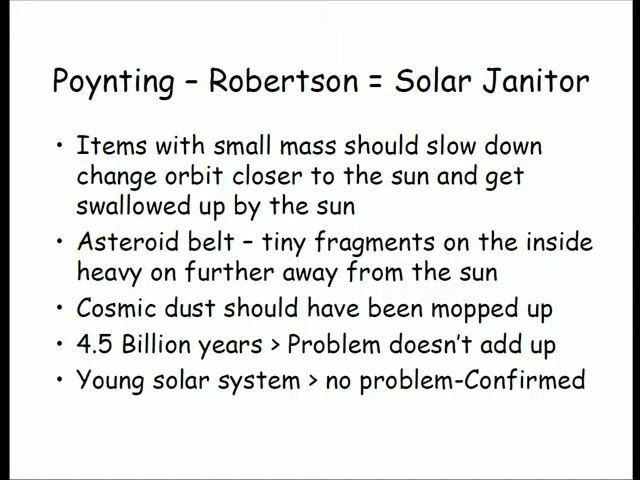 Poynting – Robertson = Solar Janitor
• Items with small mass should slow down
change orbit closer to the sun and get
swallowed up by the sun
• Asteroid belt – tiny fragments on the inside
heavy on further away from the sun
• Cosmic dust should have been mopped up
• 4.5 Billion years > Problem doesn't add up
• Young solar system > no problem-Confirmed